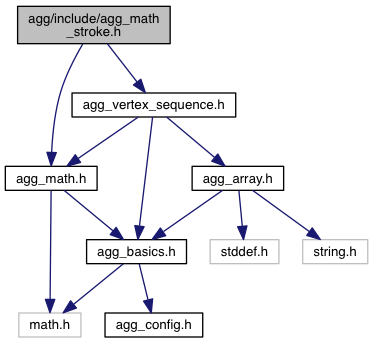 agg/include/agg_math
_stroke.h
agg_vertex_sequence.h
agg_math.h
agg_array.h
agg_basics.h
stddef.h
string.h
math.h
agg_config.h